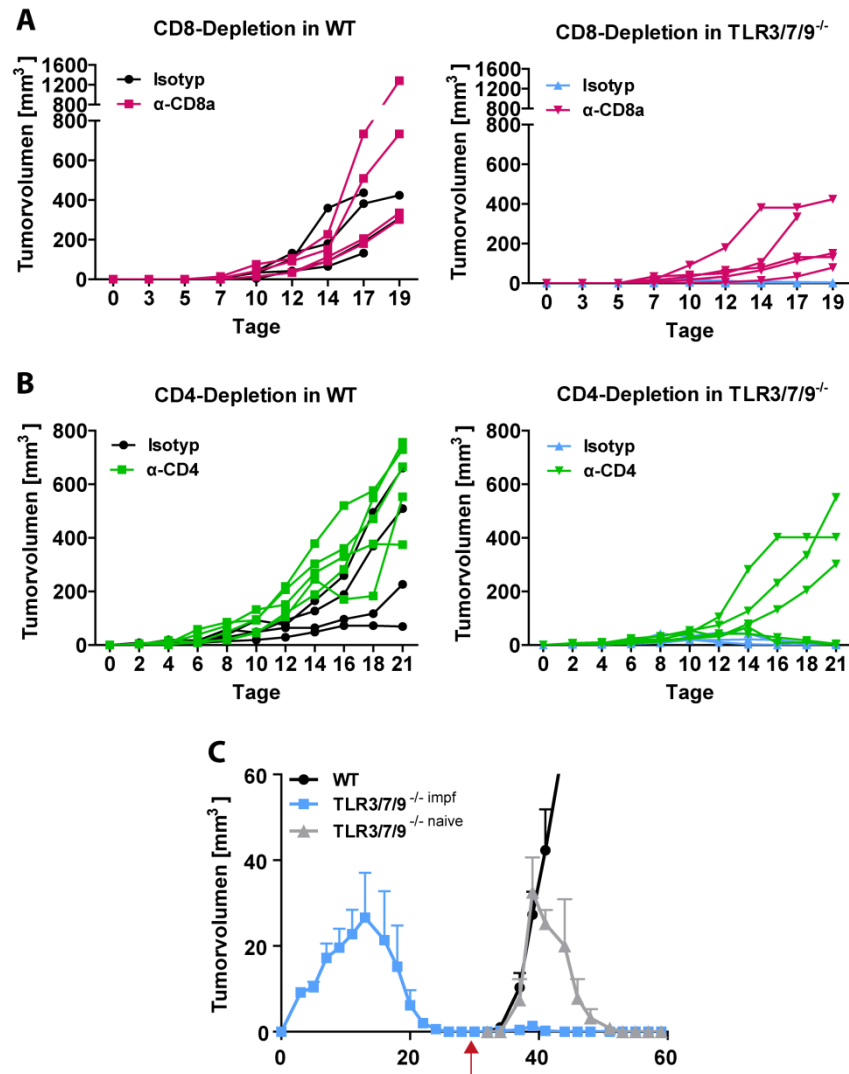 A
CD8-Depletion in WT
Isotyp
α-CD8a
Tumorvolumen [mm³]
1600
1200
800
800
600
400
200
0
0 3 5 7 10 12 14 17 19
Tage
CD8-Depletion in TLR3/7/9-/-
Isotyp
α-CD8a
Tumorvolumen [mm³]
1600
1200
800
800
600
400
200
0
0 3 5 7 10 12 14 17 19
Tage
B
CD4-Depletion in WT
Isotyp
α-CD4
Tumorvolumen [mm³]
800
600
400
200
0
0 2 4 6 8 10 12 14 16 18 21
Tage
CD4-Depletion in TLR3/7/9-/-
Isotyp
α-CD4
Tumorvolumen [mm³]
800
600
400
200
0
0 2 4 6 8 10 12 14 16 18 21
Tage
C
WT
TLR3/7/9 -/- impf
TLR3/7/9 -/- naive
Tumorvolumen [mm³]
60
40
20
0
0 20 40 60